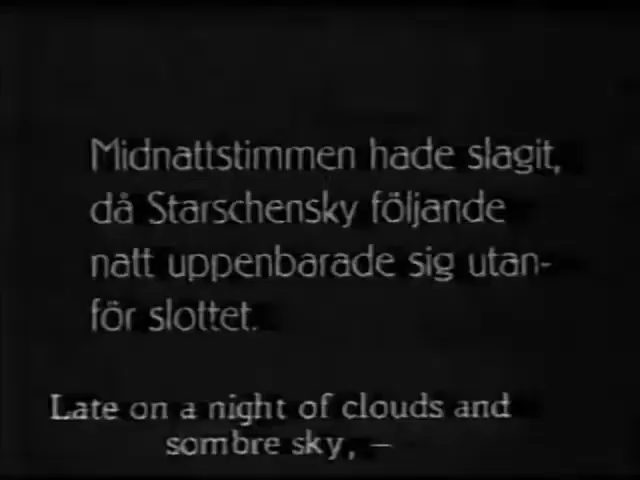 Midnattstimmen hade slagit,
då Starschensky följande
natt uppenbarade sig utan-
för slottet.
Late on a night of clouds and
sombre sky, —